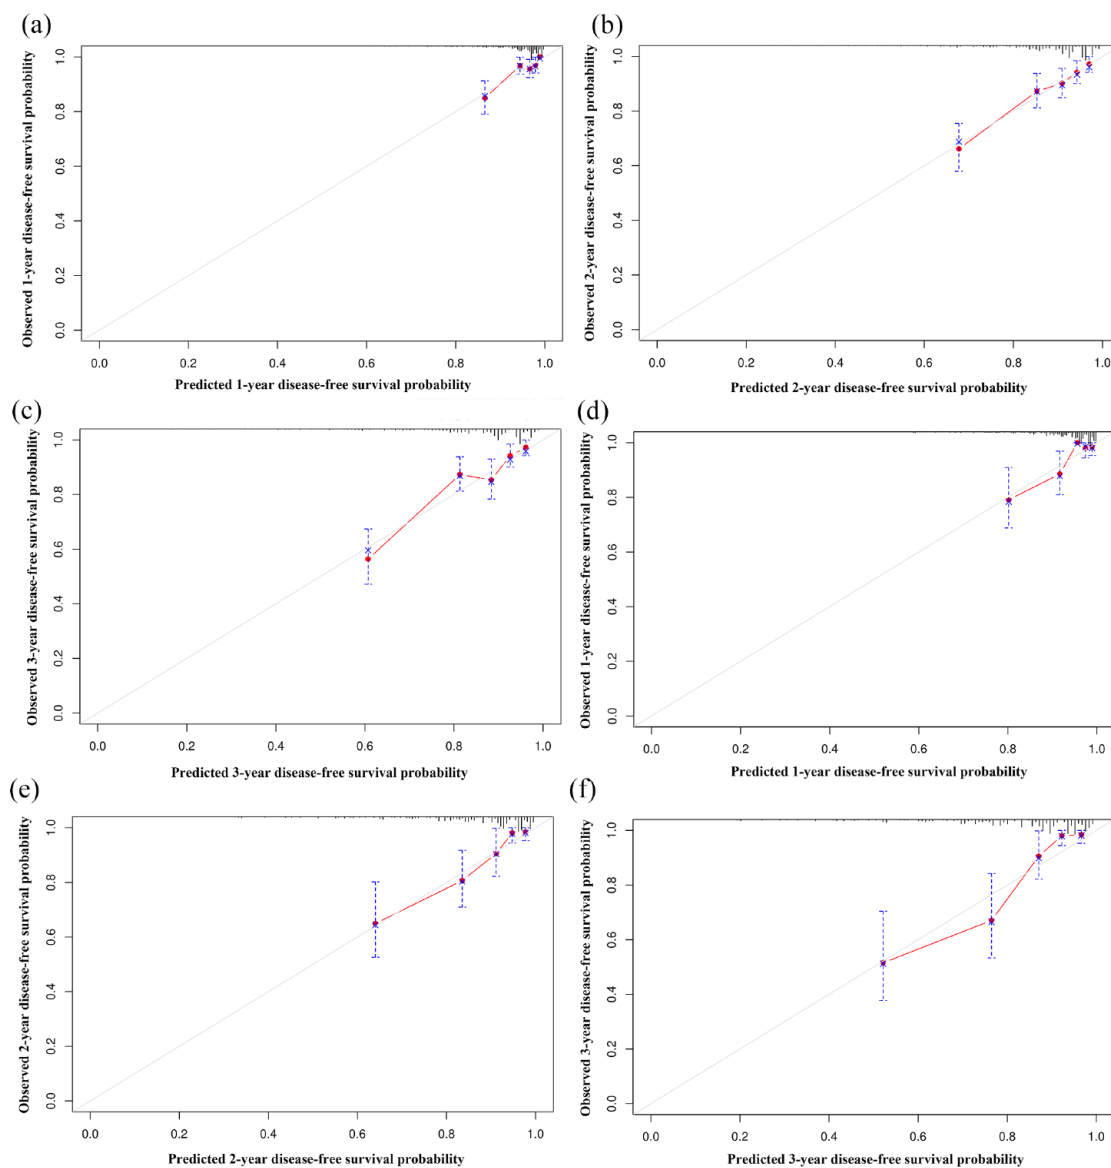 (a)
Observed 1-year disease-free survival probability
1.0
0.8
0.6
0.4
0.2
0.0
0.0 0.2 0.4 0.6 0.8 1.0
Predicted 1-year disease-free survival probability
(b)
Observed 2-year disease-free survival probability
1.0
0.8
0.6
0.4
0.2
0.0
0.0 0.2 0.4 0.6 0.8 1.0
Predicted 2-year disease-free survival probability
(c)
Observed 3-year disease-free survival probability
1.0
0.8
0.6
0.4
0.2
0.0
0.0 0.2 0.4 0.6 0.8 1.0
Predicted 3-year disease-free survival probability
(d)
Observed 1-year disease-free survival probability
1.0
0.8
0.6
0.4
0.2
0.0
0.0 0.2 0.4 0.6 0.8 1.0
Predicted 1-year disease-free survival probability
(e)
Observed 2-year disease-free survival probability
1.0
0.8
0.6
0.4
0.2
0.0
0.0 0.2 0.4 0.6 0.8 1.0
Predicted 2-year disease-free survival probability
(f)
Observed 3-year disease-free survival probability
1.0
0.8
0.6
0.4
0.2
0.0
0.0 0.2 0.4 0.6 0.8 1.0
Predicted 3-year disease-free survival probability